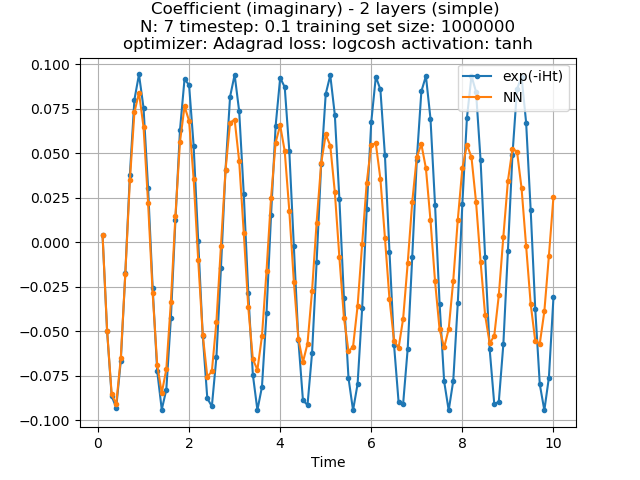 Coefficient (imaginary) - 2 layers (simple)
N: 7 timestep: 0.1 training set size: 1000000
optimizer: Adagrad loss: logcosh activation: tanh
0.100
0.075
0.050
0.025
0.000
−0.025
−0.050
−0.075
−0.100
exp(-iHt)
NN
0 2 4 6 8 10
Time